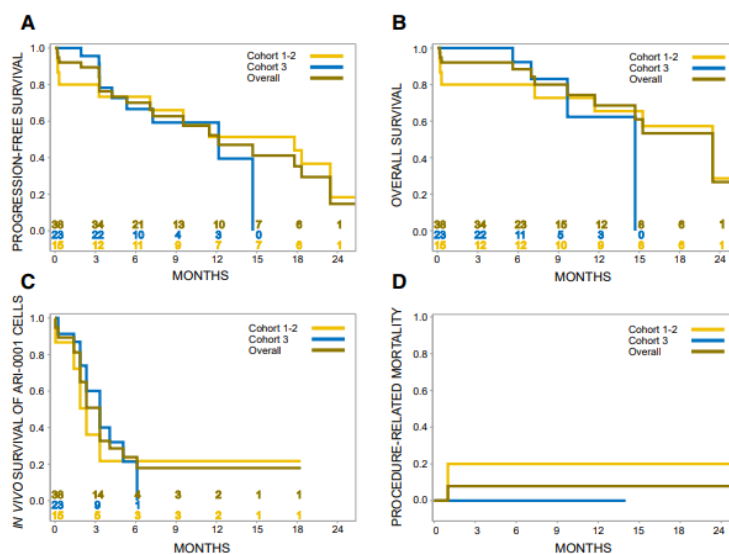 A
PROGRESSION-FREE SURVIVAL
1.0
0.8
0.6
0.4
0.2
0.0
Cohort 1-2
Cohort 3
Overall
38 34 21 13 10 7 6 1
23 22 10 4 3 0
15 12 11 9 7 7 6 1
0 3 6 9 12 15 18 24
MONTHS
B
OVERALL SURVIVAL
1.0
0.8
0.6
0.4
0.2
0.0
Cohort 1-2
Cohort 3
Overall
38 34 23 15 12 8 6 1
23 22 11 5 3 0
15 12 12 10 9 8 6 1
0 3 6 9 12 15 18 24
MONTHS
C
IN VIVO SURVIVAL OF ARI-0001 CELLS
1.0
0.8
0.6
0.4
0.2
0.0
Cohort 1-2
Cohort 3
Overall
38 14 4 3 2 1 1
23 9 1
15 5 3 3 2 1 1
0 3 6 9 12 15 18 24
MONTHS
D
PROCEDURE-RELATED MORTALITY
1.0
0.8
0.6
0.4
0.2
0.0
Cohort 1-2
Cohort 3
Overall
0 3 6 9 12 15 18 24
MONTHS